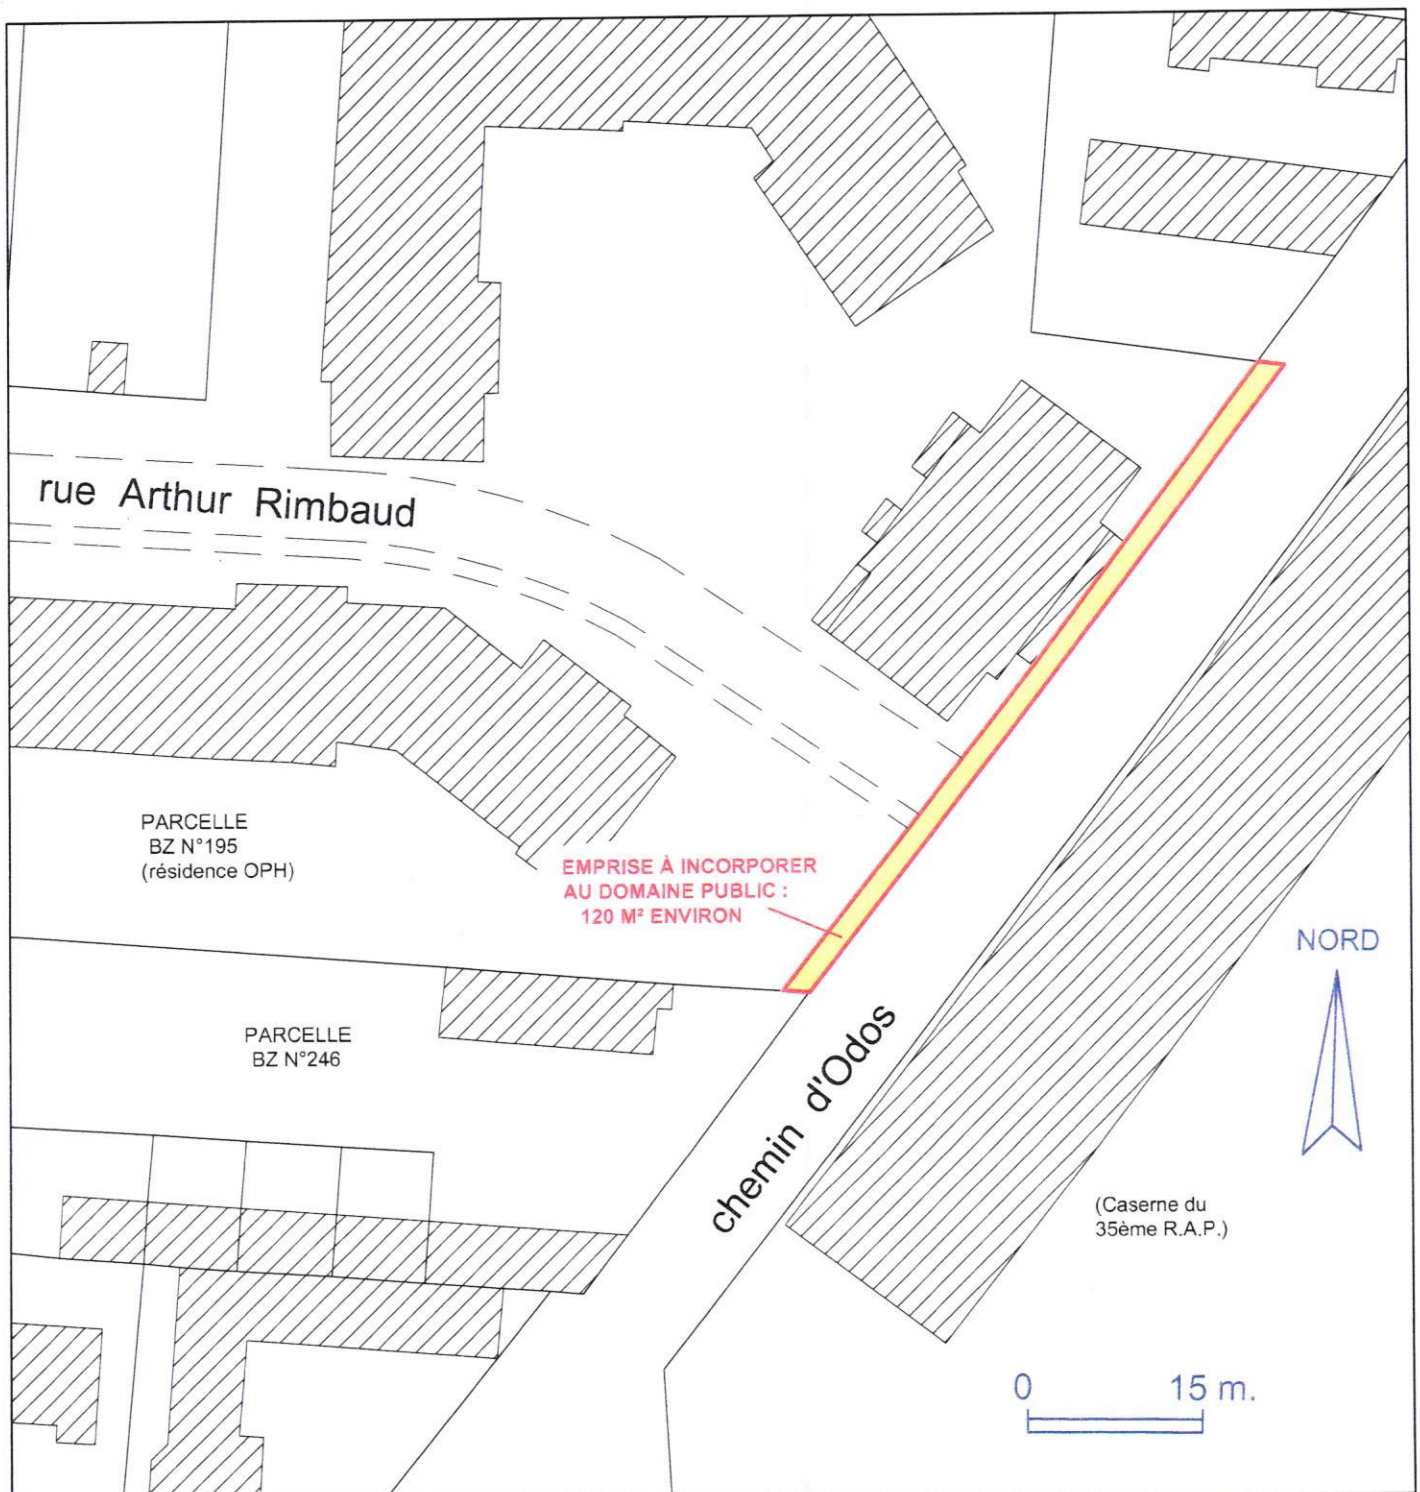 rue Arthur Rimbaud
PARCELLE
BZ N°195
(résidence OPH)
EMPRISE À INCORPORER
AU DOMAINE PUBLIC :
120 M² ENVIRON
NORD
PARCELLE
BZ N°246
chemin d'Odos
(Caserne du
35ème R.A.P.)
0 15 m.